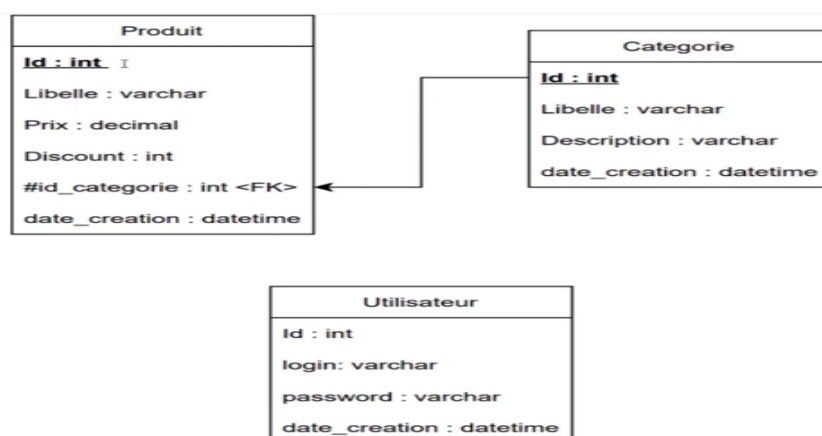 Produit
Id : int
Libelle : varchar
Prix : decimal
Discount : int
#id_categorie : int <FK>
date_creation : datetime
Categorie
Id : int
Libelle : varchar
Description : varchar
date_creation : datetime
Utilisateur
Id : int
login: varchar
password : varchar
date_creation : datetime